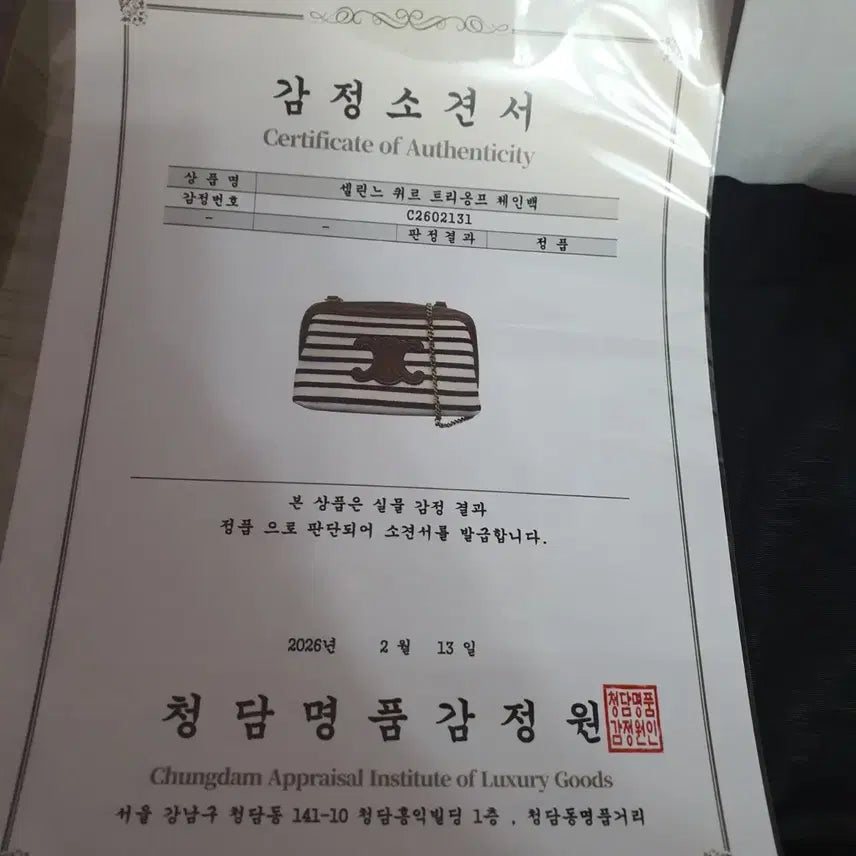 감정소견서
Certificate of Authenticity
상품명 셀린느 퀴르 트리옹프 체인백
감정번호 C2602131
- - 판정결과 정품
본 상품은 실물 감정 결과
정품 으로 판단되어 소견서를 발급합니다.
2026년 2월 13일
청담명품감정원
청담명품
감정원인
Chungdam Appraisal Institute of Luxury Goods
서울 강남구 청담동 141-10 청담홍익빌딩 1층 , 청담동명품거리